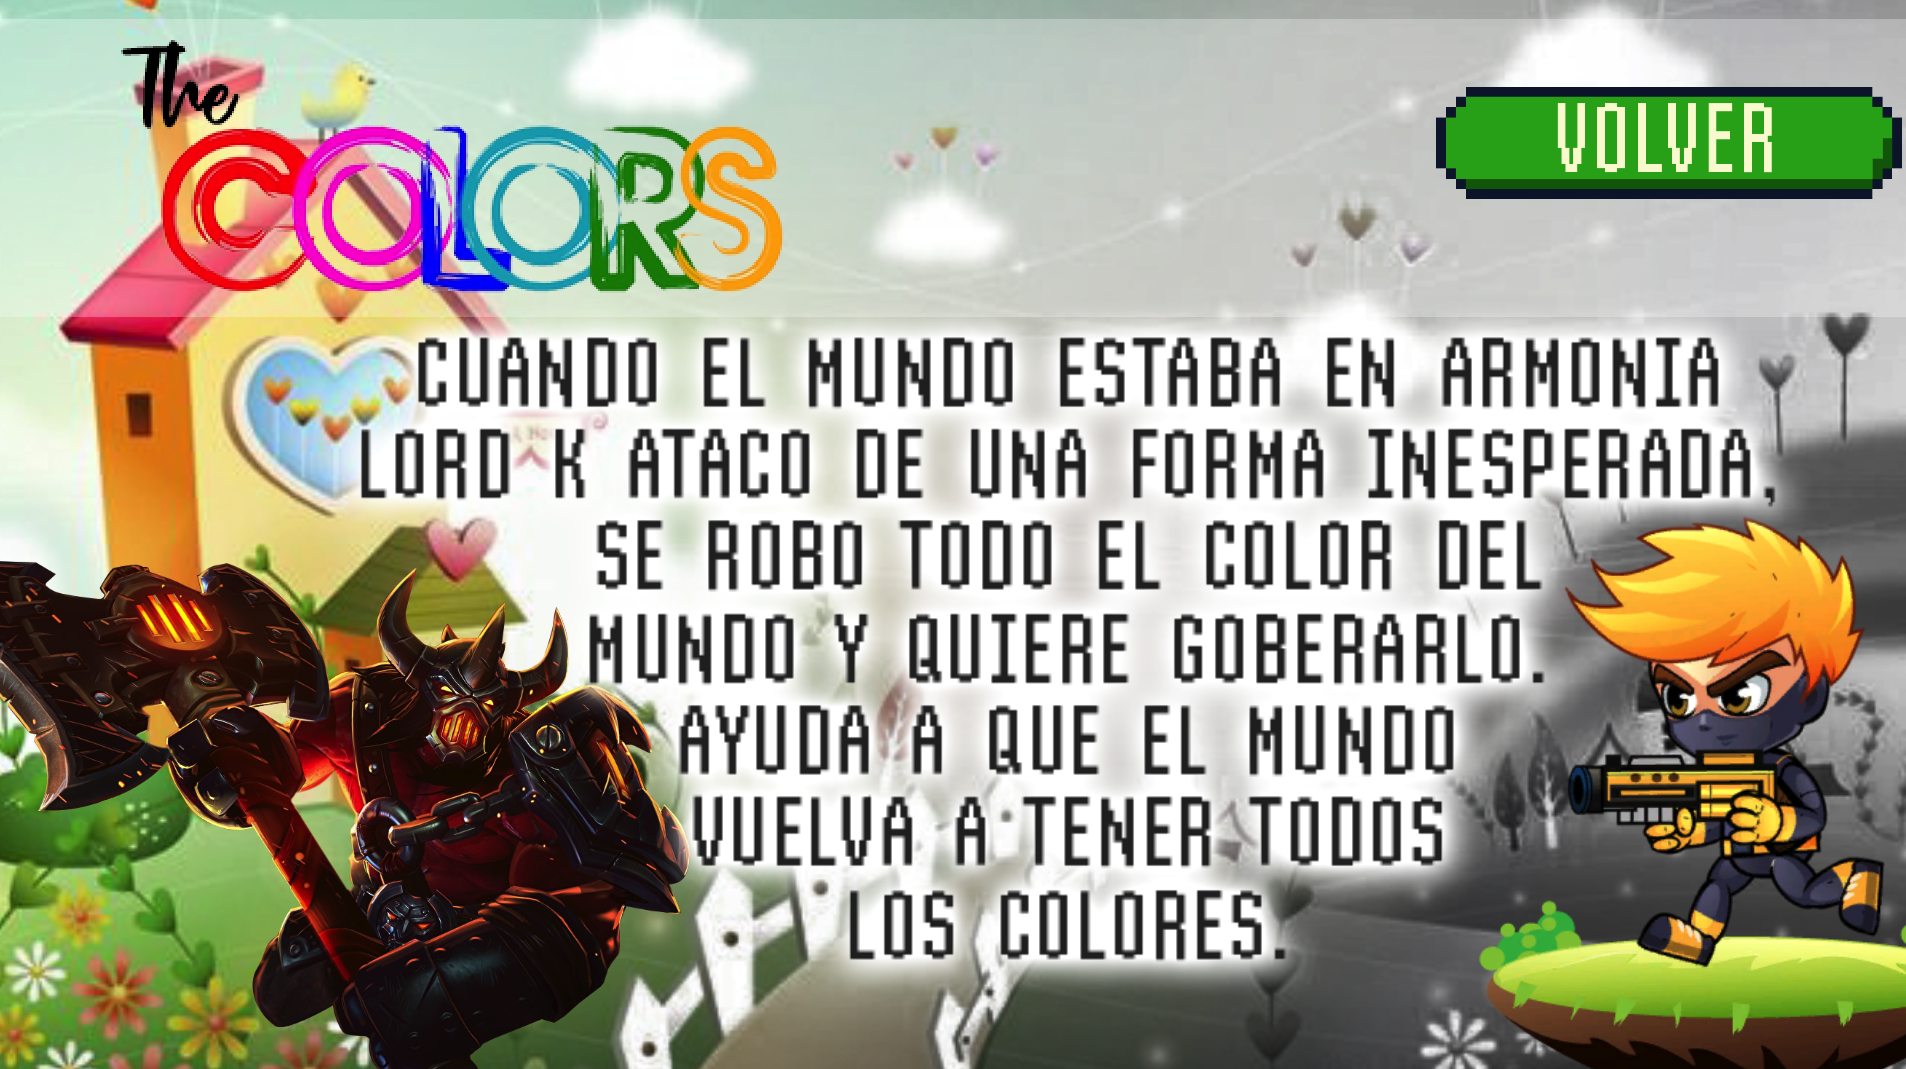 The
COLORS
VOLVER
CUANDO EL MUNDO ESTABA EN ARMONIA
LORD K ATACO DE UNA FORMA INESPERADA,
SE ROBO TODO EL COLOR DEL
MUNDO Y QUIERE GOBERARLO.
AYUDA A QUE EL MUNDO
VUELVA A TENER TODOS
LOS COLORES.